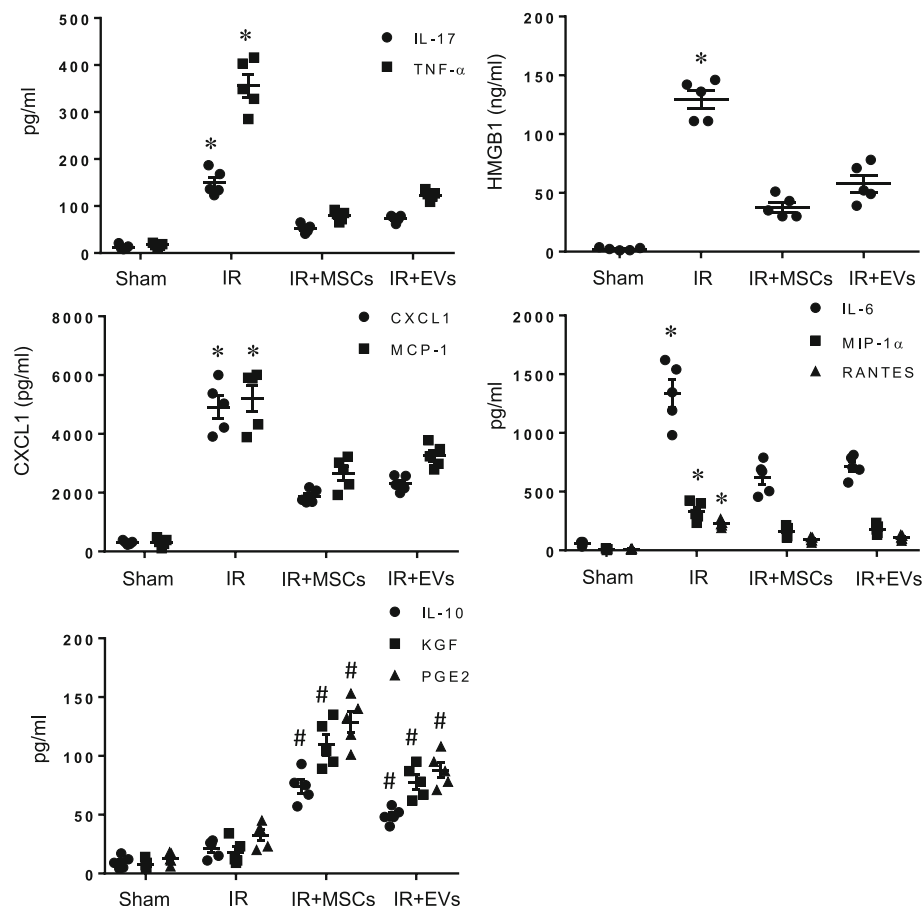 500
400
300
200
100
0
pg/ml
*
*
IL-17
TNF-α
Sham IR IR+MSCs IR+EVs
200
150
100
50
0
HMGB1 (ng/ml)
*
Sham IR IR+MSCs IR+EVs
8000
6000
4000
2000
0
CXCL1 (pg/ml)
* *
CXCL1
MCP-1
Sham IR IR+MSCs IR+EVs
2000
1500
1000
500
0
pg/ml
*
*
*
IL-6
MIP-1α
RANTES
Sham IR IR+MSCs IR+EVs
200
150
100
50
0
pg/ml
IL-10
KGF
PGE2
# # #
# # #
Sham IR IR+MSCs IR+EVs